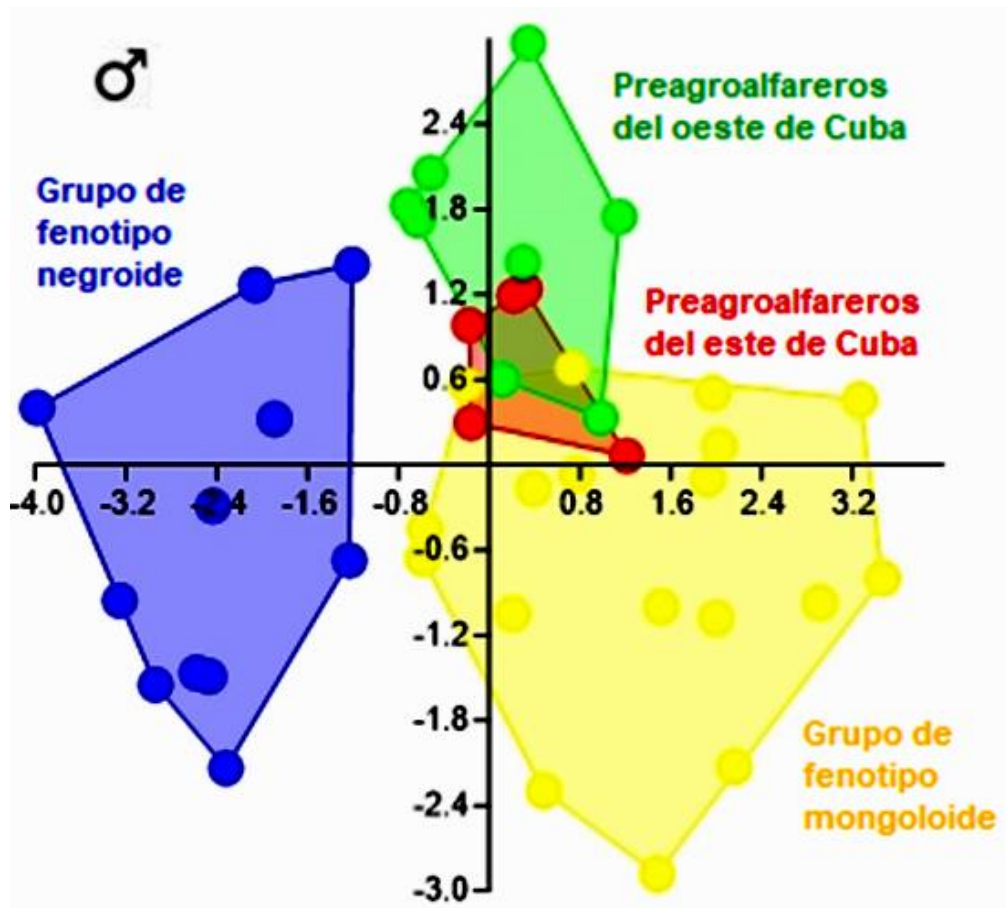 ♂
Preagroalfareros
del oeste de Cuba
Grupo de
fenotipo
negroide
Preagroalfareros
del este de Cuba
Grupo de
fenotipo
mongoloide
2.4
1.8
1.2
0.6
-4.0 -3.2 -2.4 -1.6 -0.8 0.8 1.6 2.4 3.2
-0.6
-1.2
-1.8
-2.4
-3.0